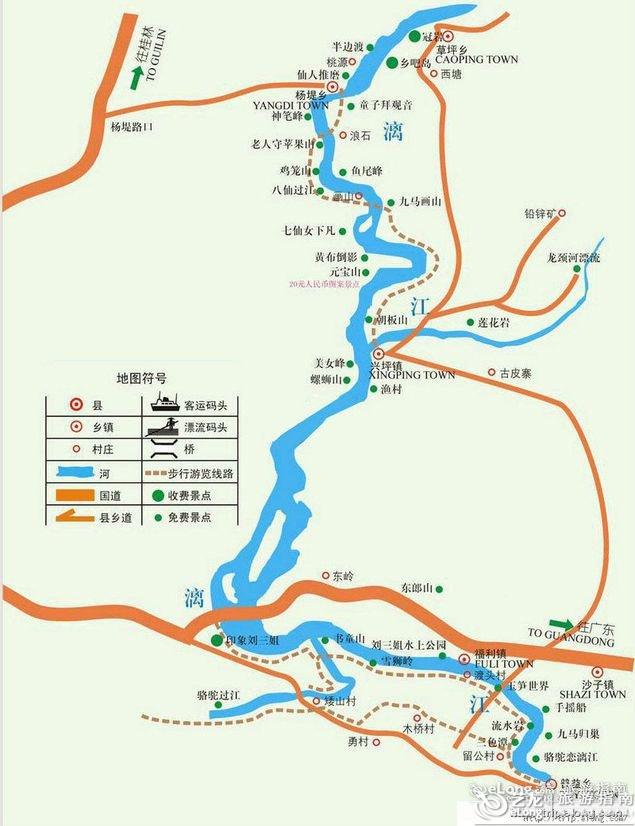 往桂林
TO GUILIN
半边渡
冠岩
草坪乡
CAOPING TOWN
桃源
乡吧岛
西塘
仙人推磨
杨堤乡
YANGDI TOWN
童子拜观音
神笔峰
杨堤路口
浪石
漓
老人守苹果山
鸡笼山
鱼尾峰
八仙过江
画山
九马画山
七仙女下凡
铅锌矿
黄布倒影
龙颈河漂流
元宝山
20元人民币图案景点
江
朝板山
莲花岩
兴坪镇
XINGPING TOWN
美女峰
古皮寨
螺蛳山
渔村
地图符号
县
客运码头
乡镇
漂流码头
村庄
桥
河
步行游览线路
国道
收费景点
县乡道
免费景点
东岭
东郎山
漓
往广东
TO GUANGDONG
印象刘三姐
书童山
刘三姐水上公园
福利镇
FULI TOWN
雪狮岭
渡头村
沙子镇
SHAZI TOWN
玉笋世界
骆驼过江
矮山村
江
手摇船
木桥村
流水岩
九马归巢
勇村
二色潭
留公村
骆驼恋漓江
普益乡
eLong 艺龙旅游指南
http://trip.elong.com/